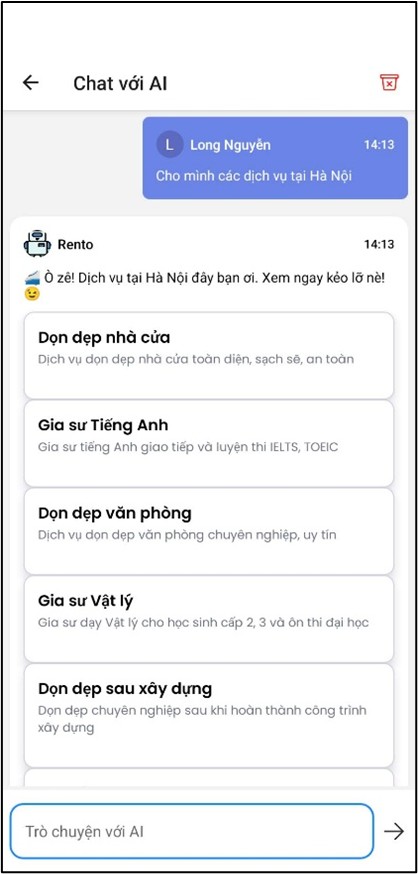 Chat với AI
L Long Nguyễn 14:13
Cho mình các dịch vụ tại Hà Nội
Rento 14:13
🚄 Ò zê! Dịch vụ tại Hà Nội đây bạn ơi. Xem ngay kẻo lỡ nè!
😉
Dọn dẹp nhà cửa
Dịch vụ dọn dẹp nhà cửa toàn diện, sạch sẽ, an toàn
Gia sư Tiếng Anh
Gia sư tiếng Anh giao tiếp và luyện thi IELTS, TOEIC
Dọn dẹp văn phòng
Dịch vụ dọn dẹp văn phòng chuyên nghiệp, uy tín
Gia sư Vật lý
Gia sư dạy Vật lý cho học sinh cấp 2, 3 và ôn thi đại học
Dọn dẹp sau xây dựng
Dọn dẹp chuyên nghiệp sau khi hoàn thành công trình
xây dựng
Trò chuyện với AI